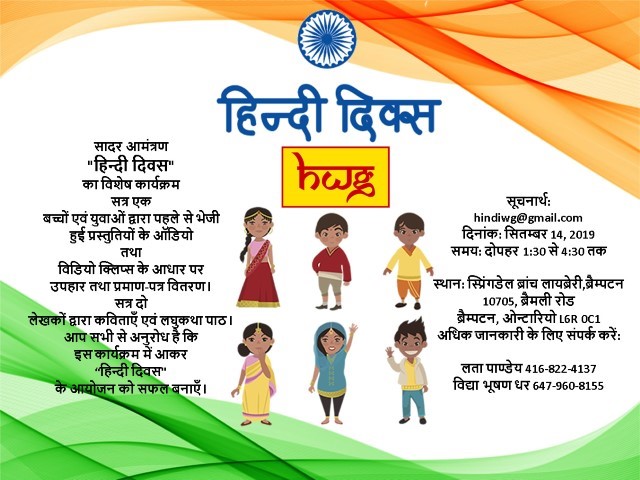 हिन्दी दिवस
hwg
सादर आमंत्रण
"हिन्दी दिवस"
का विशेष कार्यक्रम
सत्र एक
बच्चों एवं युवाओं द्वारा पहले से भेजी
हुई प्रस्तुतियों के ऑडियो
तथा
विडियो क्लिप्स के आधार पर
उपहार तथा प्रमाण-पत्र वितरण।
सत्र दो
लेखकों द्वारा कविताएँ एवं लघुकथा पाठ।
आप सभी से अनुरोध है कि
इस कार्यक्रम में आकर
“हिन्दी दिवस"
के आयोजन को सफल बनाएँ।
सूचनार्थ:
hindiwg@gmail.com
दिनांक: सितम्बर 14, 2019
समय: दोपहर 1:30 से 4:30 तक
स्थान: स्प्रिंगडेल ब्रांच लायब्रेरी,ब्रैम्पटन
10705, ब्रैमली रोड
ब्रैम्पटन, ओन्टारियो L6R 0C1
अधिक जानकारी के लिए संपर्क करें:
लता पाण्डेय 416-822-4137
विद्या भूषण धर 647-960-8155